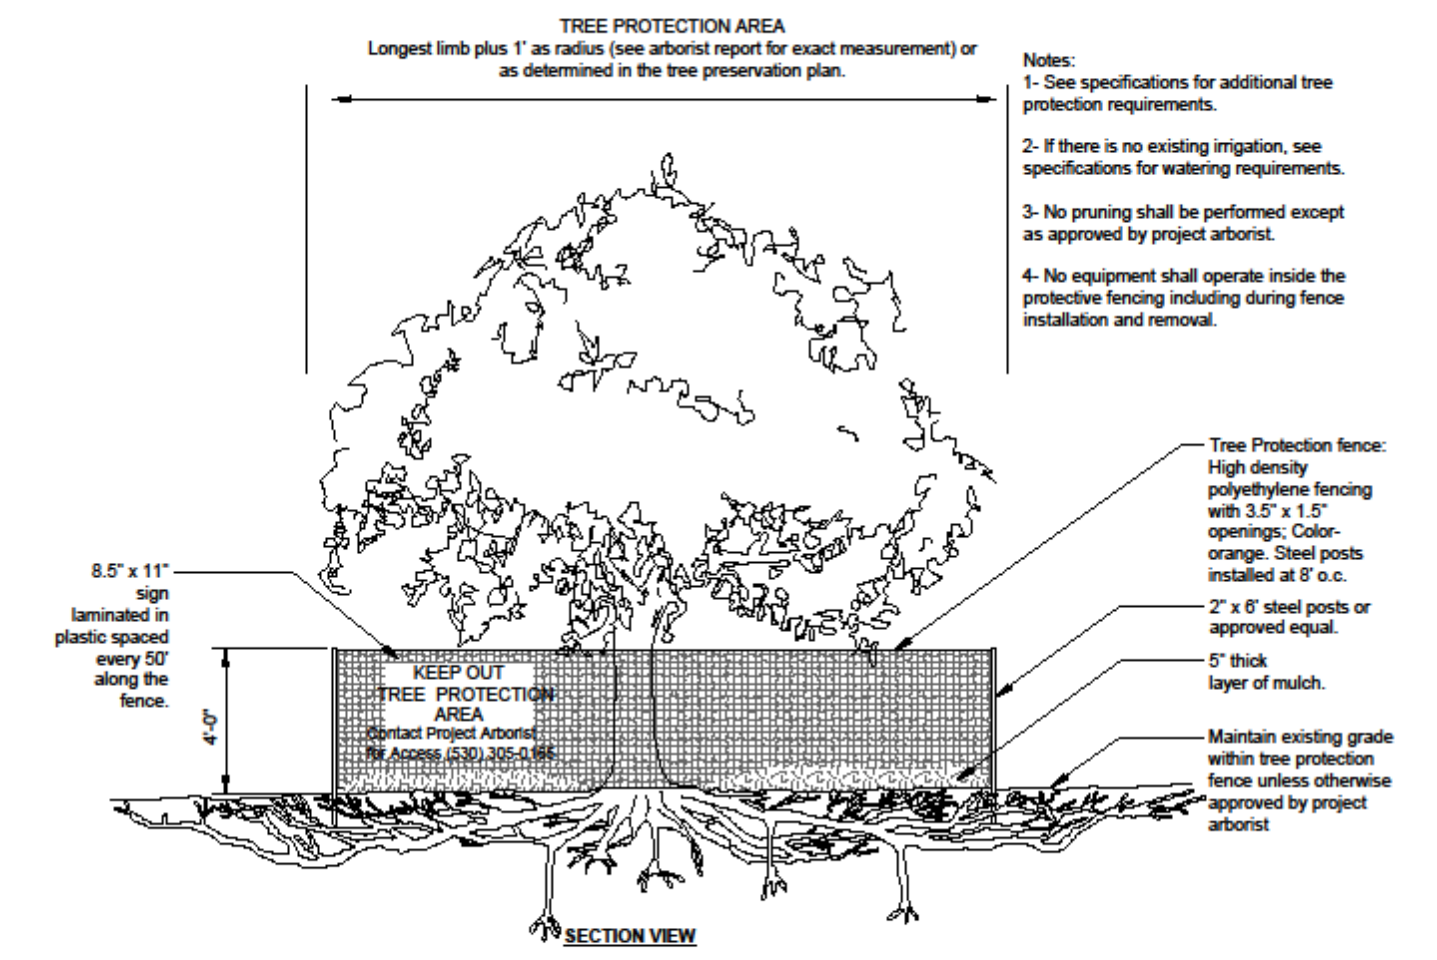 TREE PROTECTION AREA
Longest limb plus 1' as radius (see arborist report for exact measurement) or
as determined in the tree preservation plan.
Notes:
1- See specifications for additional tree
protection requirements.
2- If there is no existing irrigation, see
specifications for watering requirements.
3- No pruning shall be performed except
as approved by project arborist.
4- No equipment shall operate inside the
protective fencing including during fence
installation and removal.
Tree Protection fence:
High density
polyethylene fencing
with 3.5" x 1.5"
openings; Color-
orange. Steel posts
installed at 8' o.c.
2" x 6' steel posts or
approved equal.
5" thick
layer of mulch.
Maintain existing grade
within tree protection
fence unless otherwise
approved by project
arborist
8.5" x 11"
sign
laminated in
plastic spaced
every 50'
along the
fence.
4'-0"
KEEP OUT
TREE PROTECTION
AREA
Contact Project Arborist
for Access (530) 305-0165
SECTION VIEW